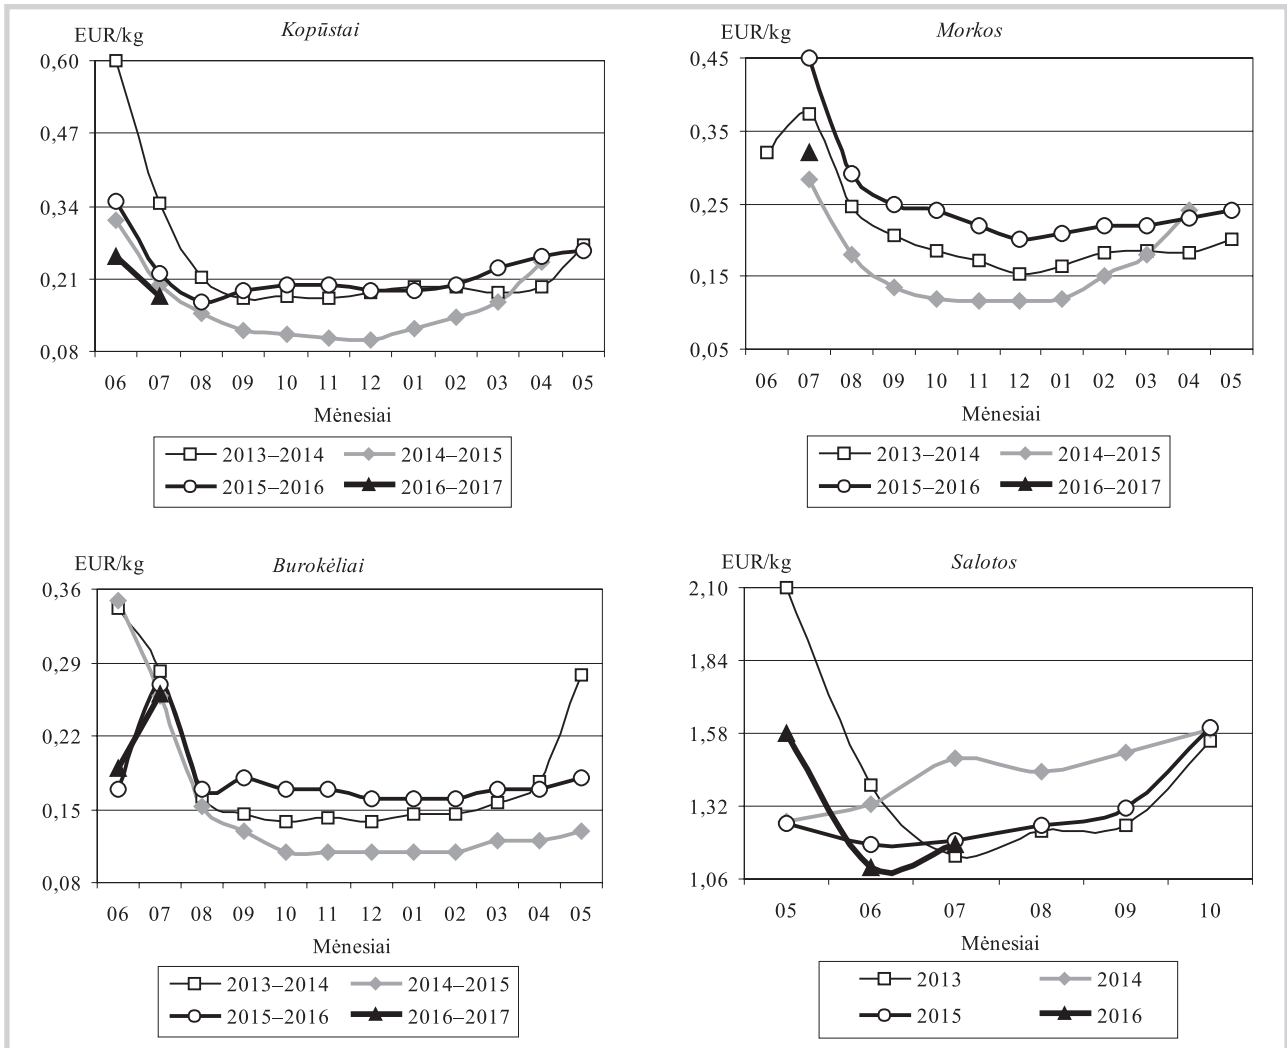 Kopūstai
EUR/kg
0,60
0,47
0,34
0,21
0,08
06 07 08 09 10 11 12 01 02 03 04 05
Mėnesiai
2013–2014 2014–2015
2015–2016 2016–2017
Morkos
EUR/kg
0,45
0,35
0,25
0,15
0,05
06 07 08 09 10 11 12 01 02 03 04 05
Mėnesiai
2013–2014 2014–2015
2015–2016 2016–2017
Burokėliai
EUR/kg
0,36
0,29
0,22
0,15
0,08
06 07 08 09 10 11 12 01 02 03 04 05
Mėnesiai
2013–2014 2014–2015
2015–2016 2016–2017
Salotos
EUR/kg
2,10
1,84
1,58
1,32
1,06
05 06 07 08 09 10
Mėnesiai
2013 2014
2015 2016